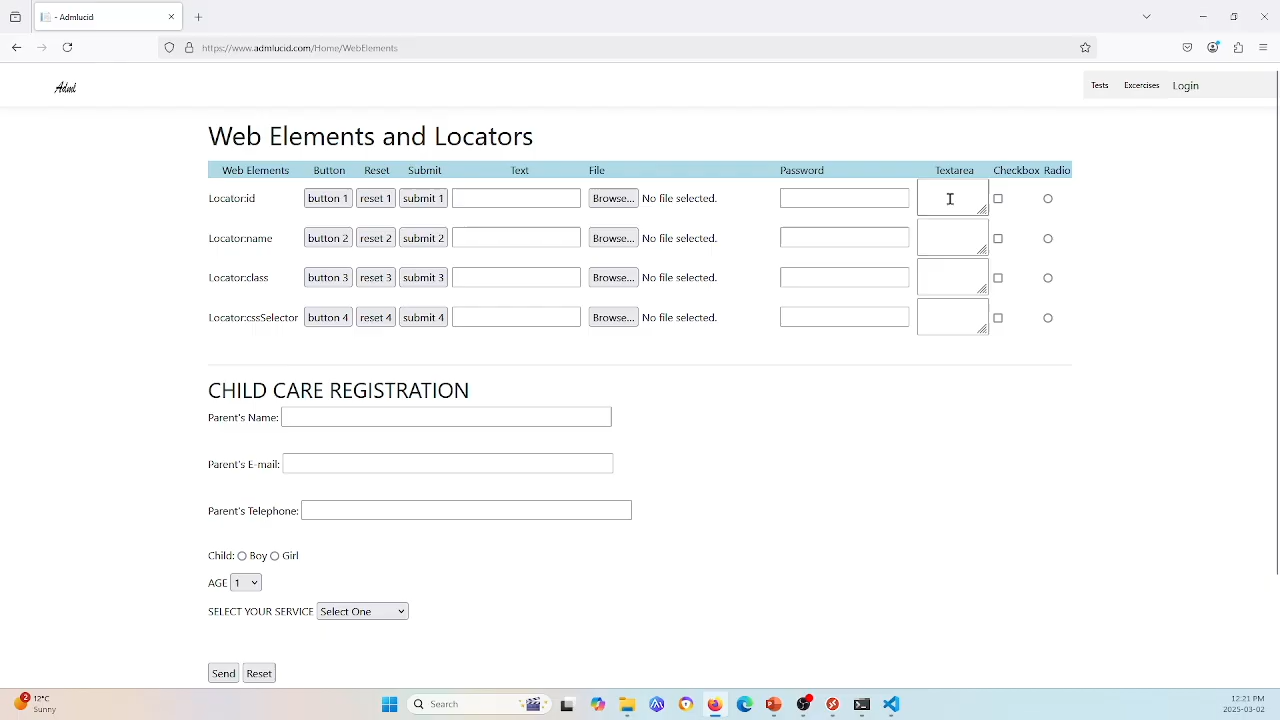 - Admlucid
https://www.admlucid.com/Home/WebElements
Adml
Tests Excercises Login
Web Elements and Locators
Web Elements Button Reset Submit Text File Password Textarea Checkbox Radio
Locator:id button 1 reset 1 submit 1 Browse... No file selected.
Locator:name button 2 reset 2 submit 2 Browse... No file selected.
Locator:class button 3 reset 3 submit 3 Browse... No file selected.
Locator:cssSelector button 4 reset 4 submit 4 Browse... No file selected.
CHILD CARE REGISTRATION
Parent's Name:
Parent's E-mail:
Parent's Telephone:
Child: Boy Girl
AGE 1
SELECT YOUR SERVICE Select One
Send Reset
2 12°C
Sunny
Search
12:21 PM
2025-03-02